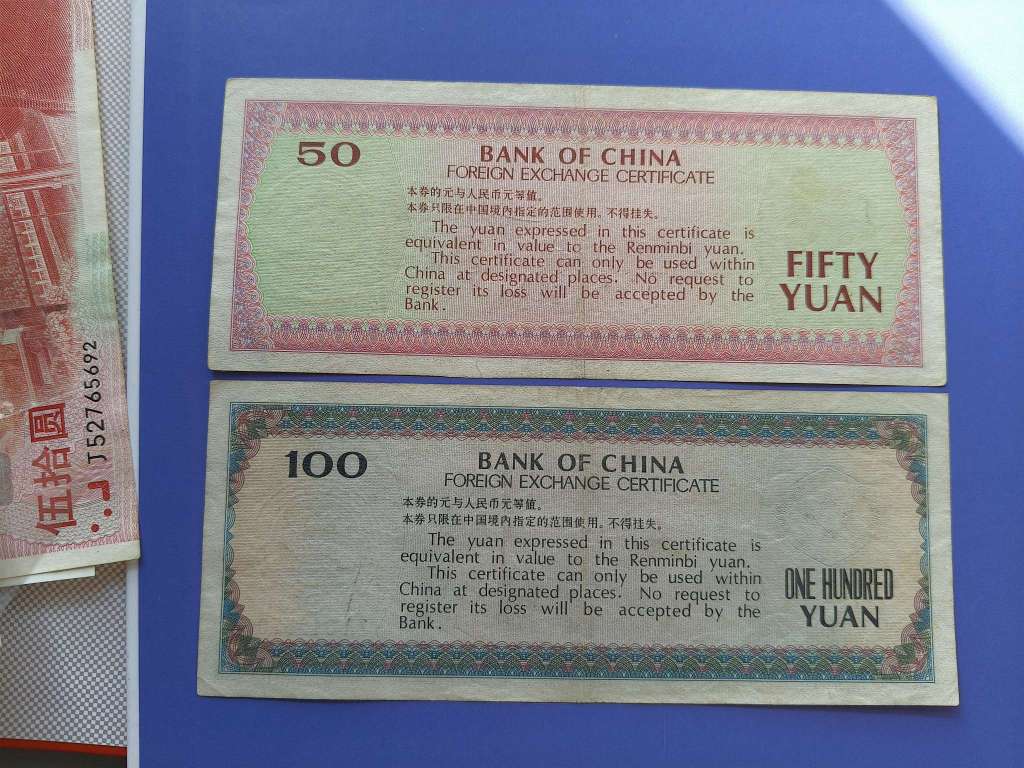 50
BANK OF CHINA
FOREIGN EXCHANGE CERTIFICATE
本券的元与人民币元等值。
本券只限在中国境内指定的范围使用。不得挂失。
The yuan expressed in this certificate is
equivalent in value to the Renminbi yuan.
This certificate can only be used within
China at designated places. No request to
register its loss will be accepted by the
Bank.
FIFTY
YUAN
100
BANK OF CHINA
FOREIGN EXCHANGE CERTIFICATE
本券的元与人民币元等值。
本券只限在中国境内指定的范围使用。不得挂失。
The yuan expressed in this certificate is
equivalent in value to the Renminbi yuan.
This certificate can only be used within
China at designated places. No request to
register its loss will be accepted by the
Bank.
ONE HUNDRED
YUAN
伍拾圆
J52765692